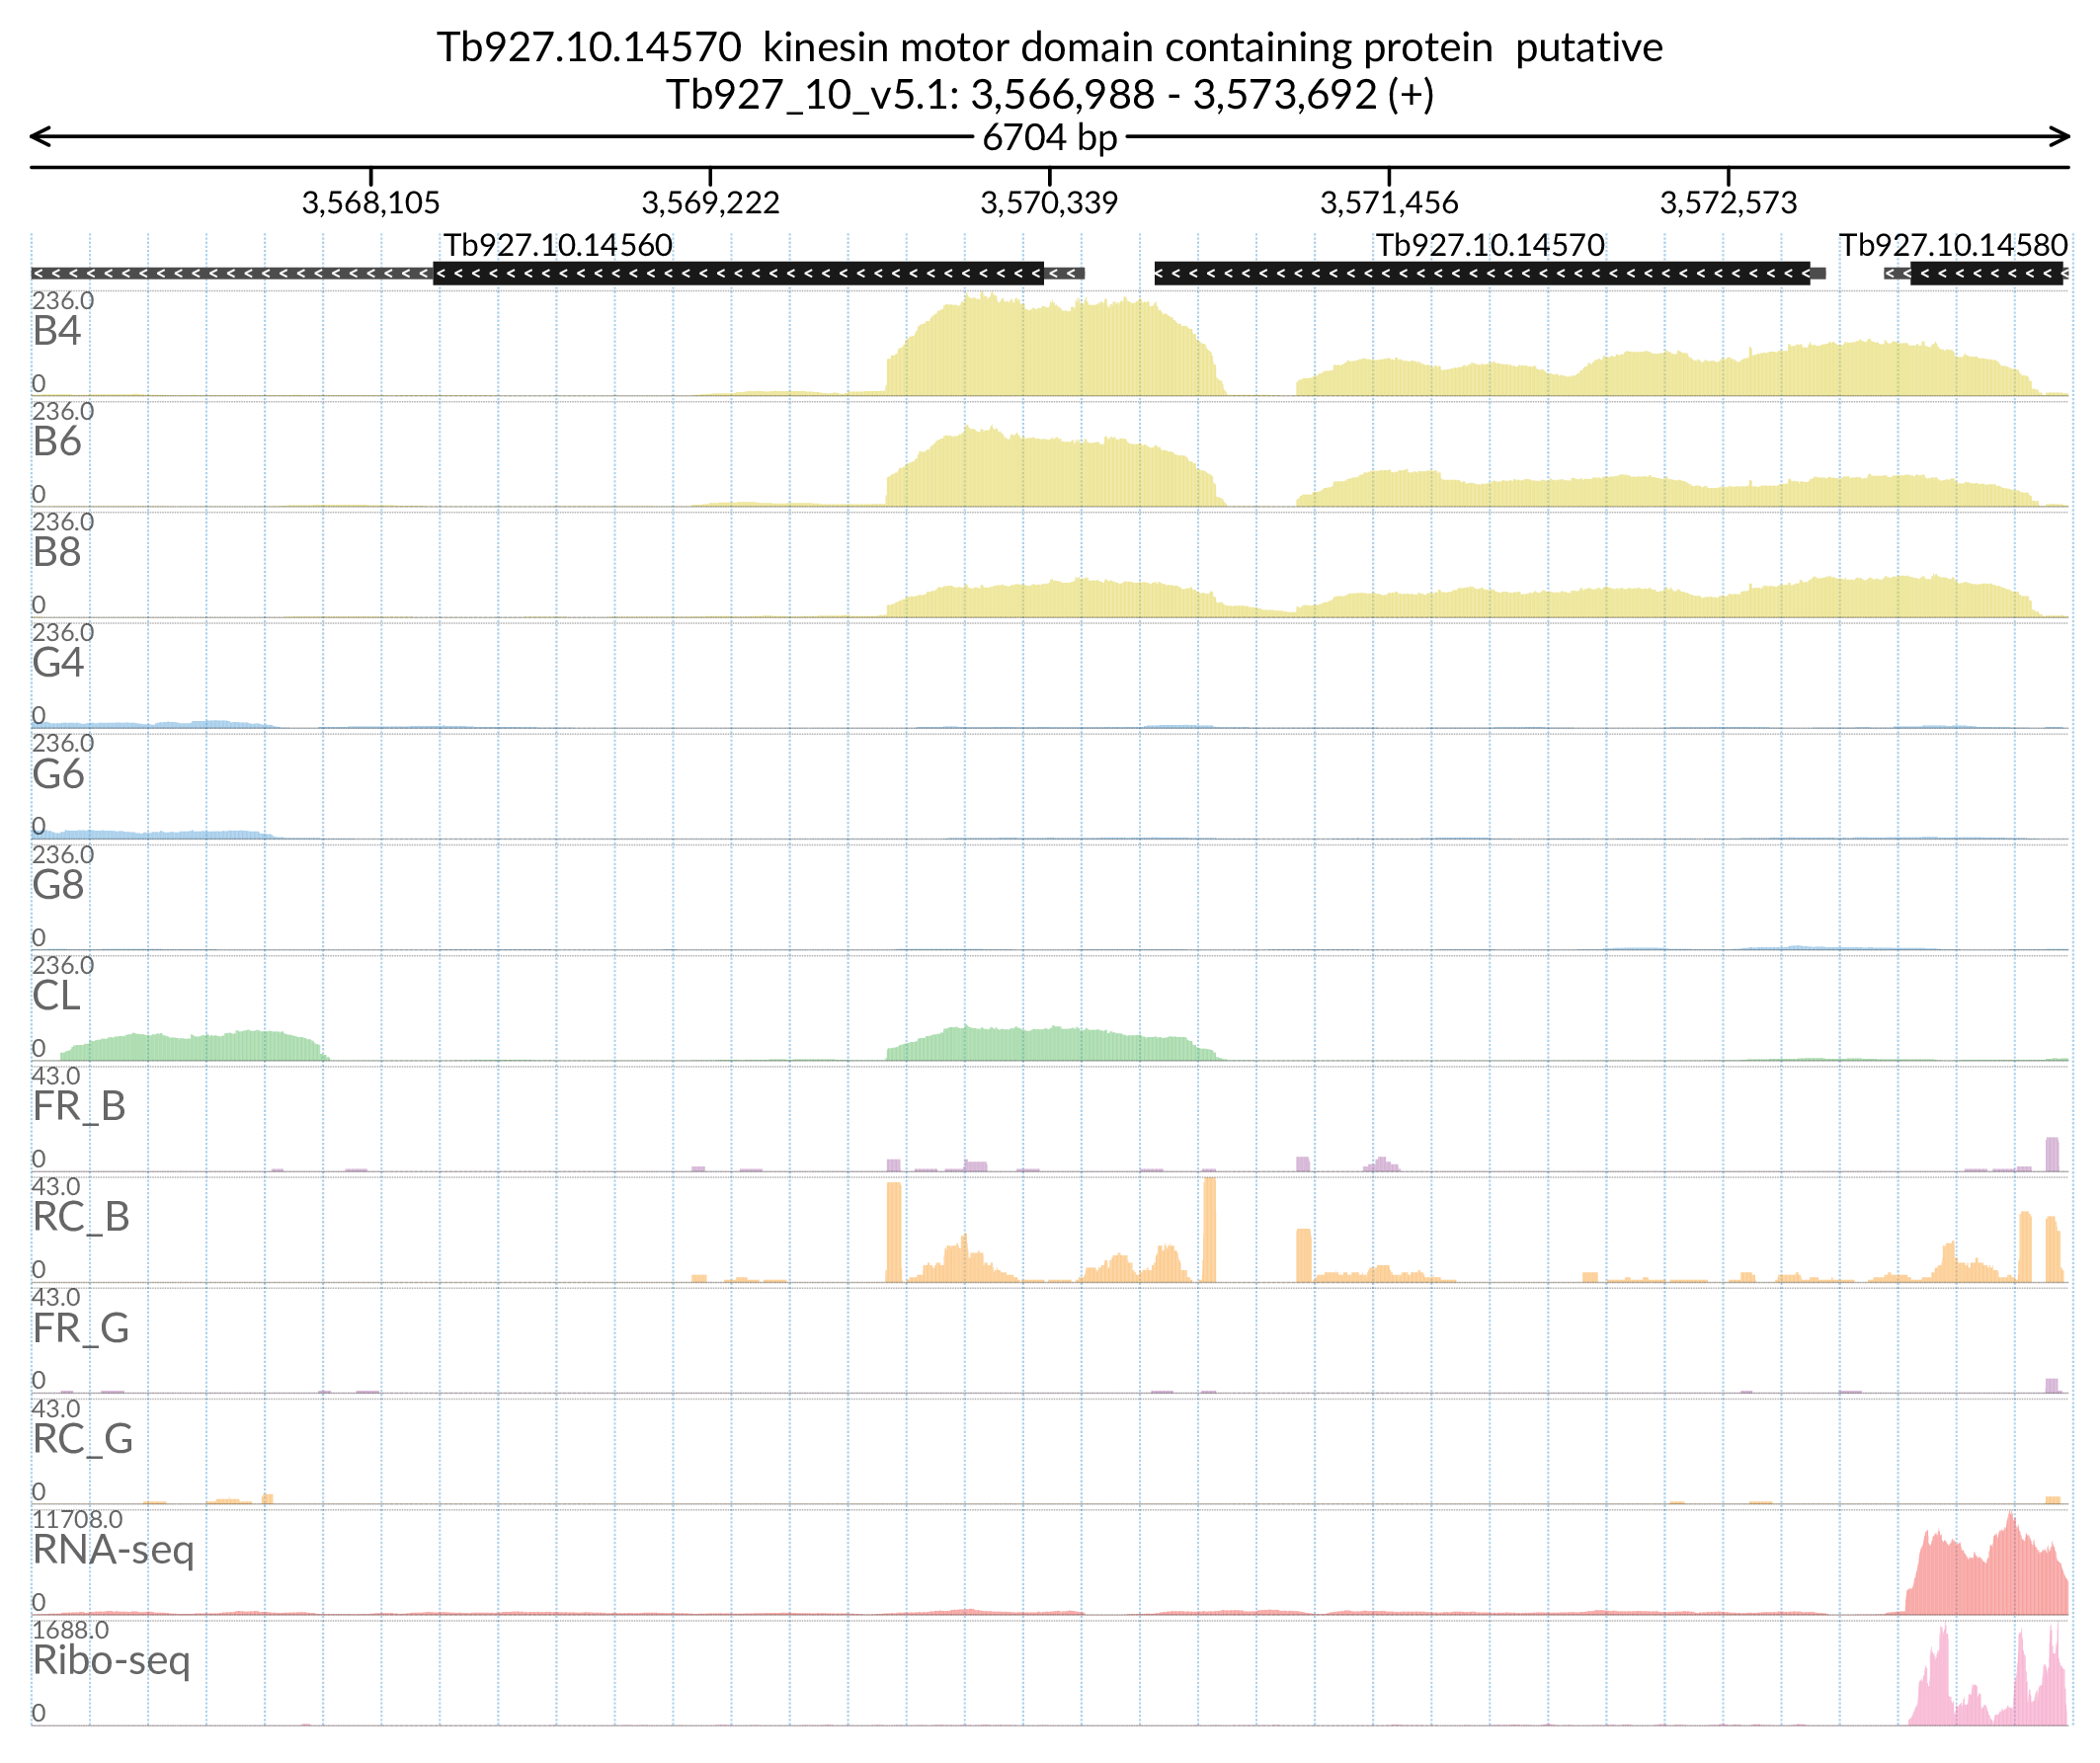 Tb927.10.14570  kinesin motor domain containing protein  putative
Tb927_10_v5.1: 3,566,988 - 3,573,692 (+)
6704 bp
3,568,105 3,569,222 3,570,339 3,571,456 3,572,573
Tb927.10.14560 Tb927.10.14570 Tb927.10.14580
236.0
B4
0
236.0
B6
0
236.0
B8
0
236.0
G4
0
236.0
G6
0
236.0
G8
0
236.0
CL
0
43.0
FR_B
0
43.0
RC_B
0
43.0
FR_G
0
43.0
RC_G
0
11708.0
RNA-seq
0
1688.0
Ribo-seq
0